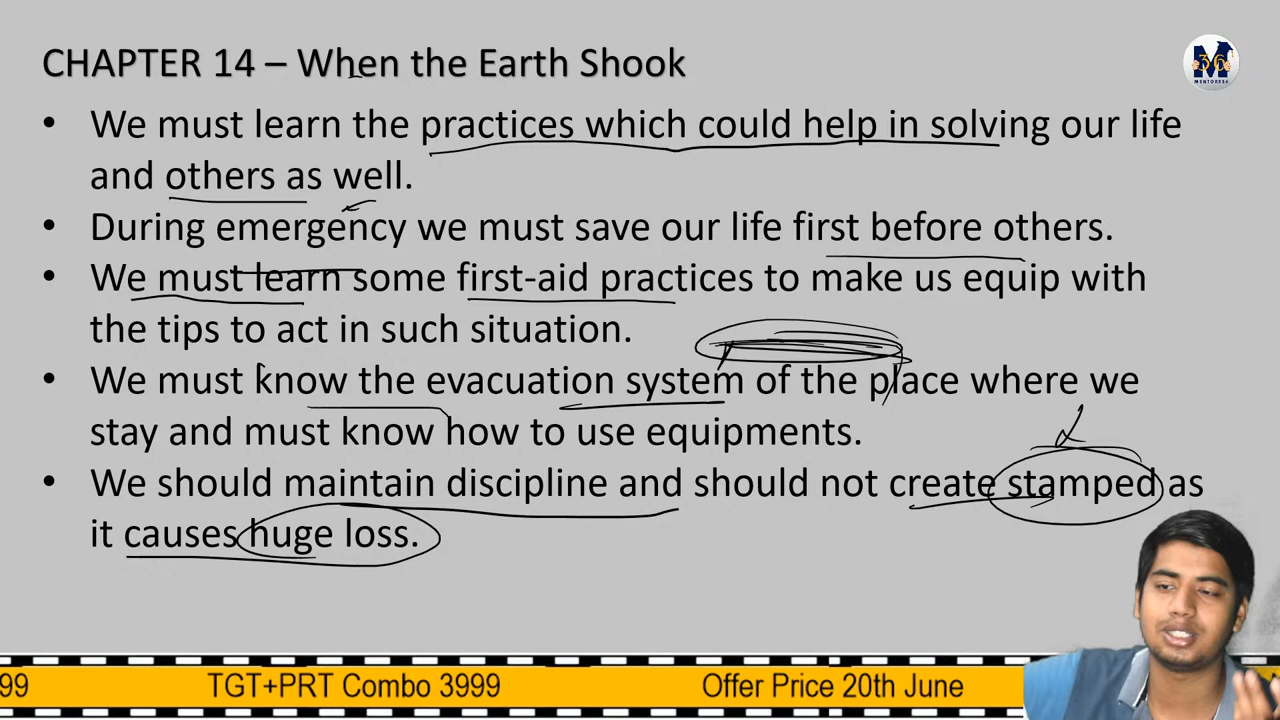 CHAPTER 14 – When the Earth Shook
• We must learn the practices which could help in solving our life
and others as well.
• During emergency we must save our life first before others.
• We must learn some first-aid practices to make us equip with
the tips to act in such situation.
• We must know the evacuation system of the place where we
stay and must know how to use equipments.
• We should maintain discipline and should not create stamped as
it causes huge loss.
M
36
MENTORS36
99 TGT+PRT Combo 3999 Offer Price 20th June